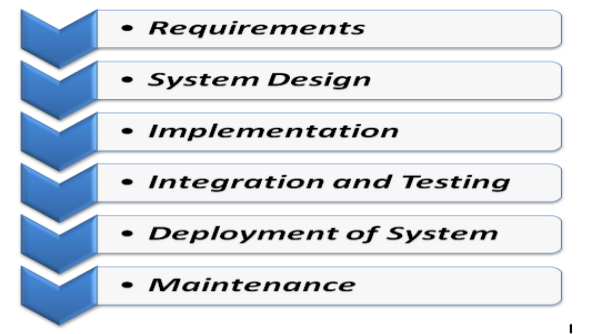 • Requirements
• System Design
• Implementation
• Integration and Testing
• Deployment of System
• Maintenance